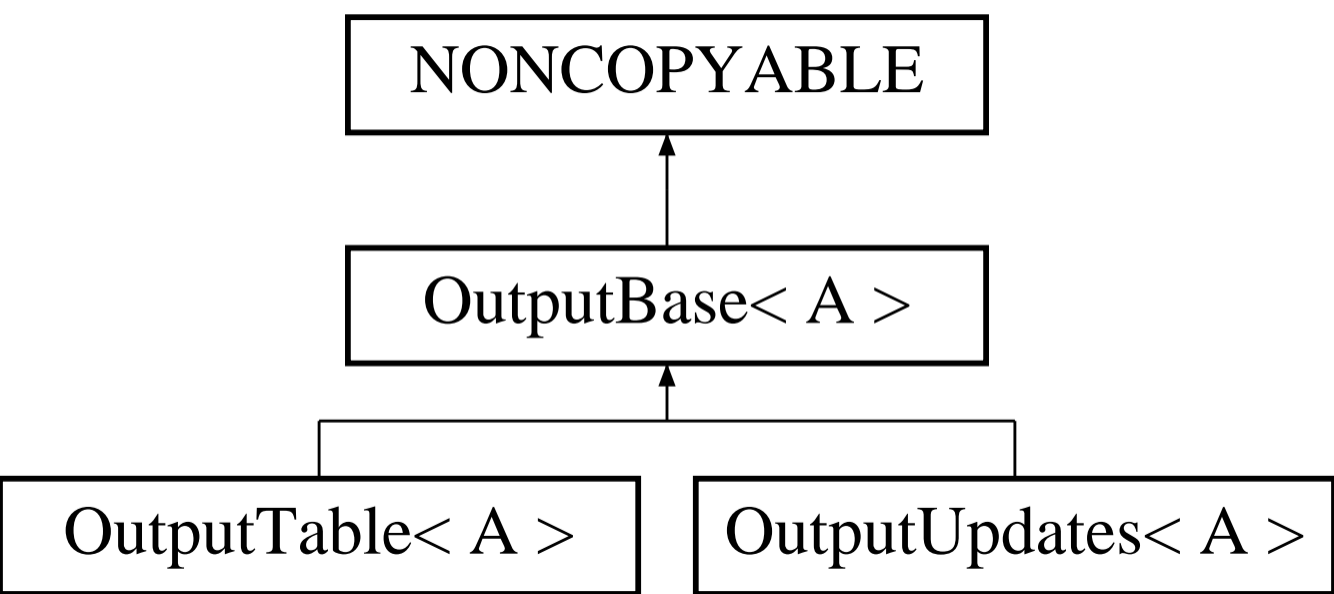 NONCOPYABLE
OutputBase< A >
OutputTable< A >
OutputUpdates< A >